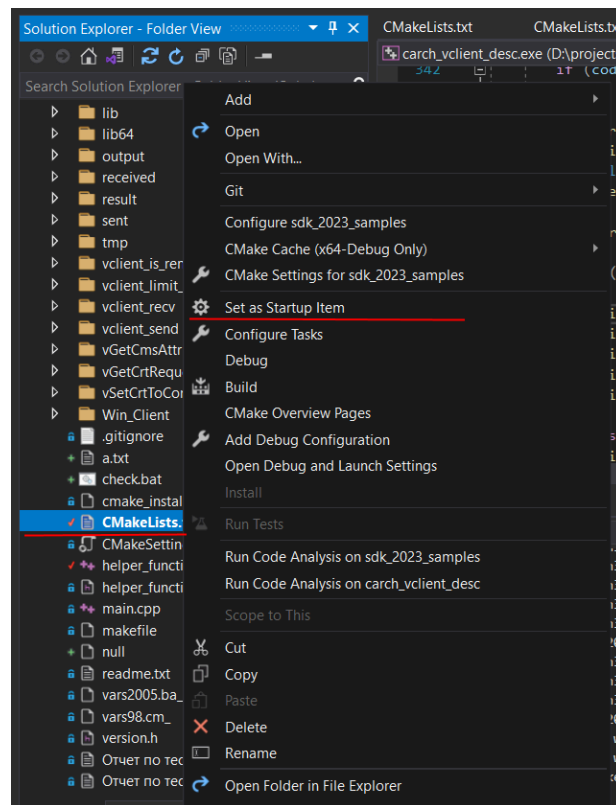 Solution Explorer - Folder View
CMakeLists.txt
carch_vclient_desc.exe (D:\project
Search Solution Explorer
342 if (cod
lib
lib64
output
received
result
sent
tmp
vclient_is_rer
vclient_limit_
vclient_recv
vclient_send
vGetCmsAttr
vGetCrtRequ
vSetCrtToCor
Win_Client
.gitignore
a.txt
check.bat
cmake_instal
CMakeLists.
CMakeSettin
helper_functi
helper_functi
main.cpp
makefile
null
readme.txt
vars2005.ba_
vars98.cm_
version.h
Отчет по тес
Отчет по тес
Add
Open
Open With...
Git
Configure sdk_2023_samples
CMake Cache (x64-Debug Only)
CMake Settings for sdk_2023_samples
Set as Startup Item
Configure Tasks
Debug
Build
CMake Overview Pages
Add Debug Configuration
Open Debug and Launch Settings
Install
Run Tests
Run Code Analysis on sdk_2023_samples
Run Code Analysis on carch_vclient_desc
Scope to This
Cut
Copy
Paste
Delete
Rename
Open Folder in File Explorer